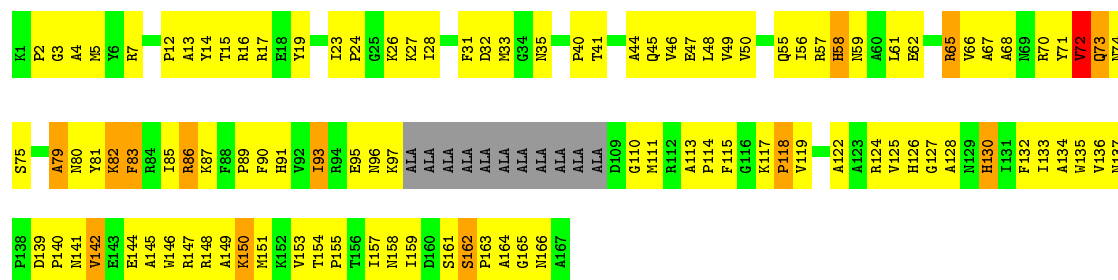 K1 P2 G3 A4 M5 Y6 R7 P12 A13 Y14 T15 R16 R17 E18 Y19 I23 P24 G25 K26 K27 I28 F31 D32 M33 G34 N35 P40 T41 A44 Q45 V46 E47 L48 V49 V50 Q55 I56 R57 H58 N59 A60 L61 E62 R65 V66 A67 A68 N69 R70 Y71 V72 Q73 N74
S75 A79 N80 Y81 K82 F83 R84 I85 R86 K87 F88 P89 F90 H91 V92 I93 R94 E95 N96 K97 ALA ALA ALA ALA ALA ALA ALA ALA ALA ALA ALA D109 G110 M111 R112 A113 P114 F115 G116 K117 P118 V119 A122 A123 R124 V125 H126 G127 A128 N129 H130 I131 F132 I133 A134 W135 V136 N137
P138 D139 P140 N141 V142 E143 E144 A145 W146 R147 R148 A149 K150 M151 K152 V153 T154 P155 T156 I157 N158 I159 D160 S161 S162 P163 A164 G165 N166 A167